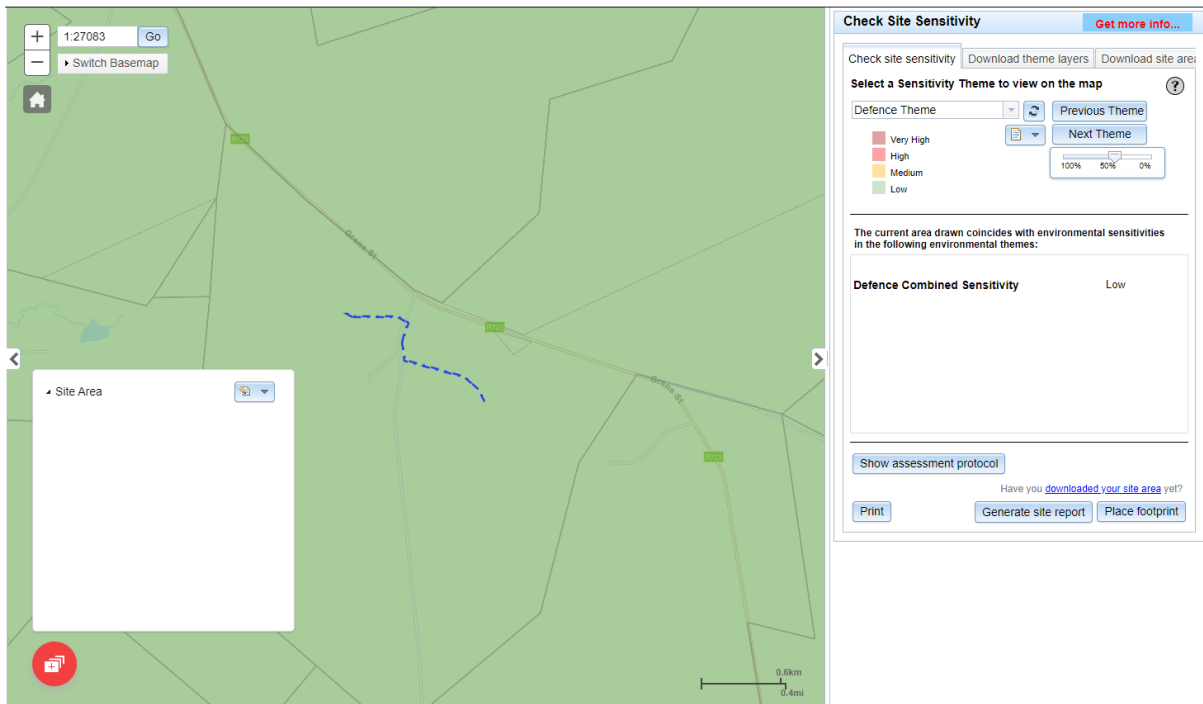 1:27083
Go
Switch Basemap
Grens St
R723
Grens St
Site Area
0.6km
0.4mi
Check Site Sensitivity
Get more info...
Check site sensitivity
Download theme layers
Download site area
Select a Sensitivity Theme to view on the map
?
Defence Theme
Previous Theme
Next Theme
Very High
High
Medium
Low
100%
50%
0%
The current area drawn coincides with environmental sensitivities
in the following environmental themes:
Defence Combined Sensitivity
Low
Show assessment protocol
Have you downloaded your site area yet?
Print
Generate site report
Place footprint